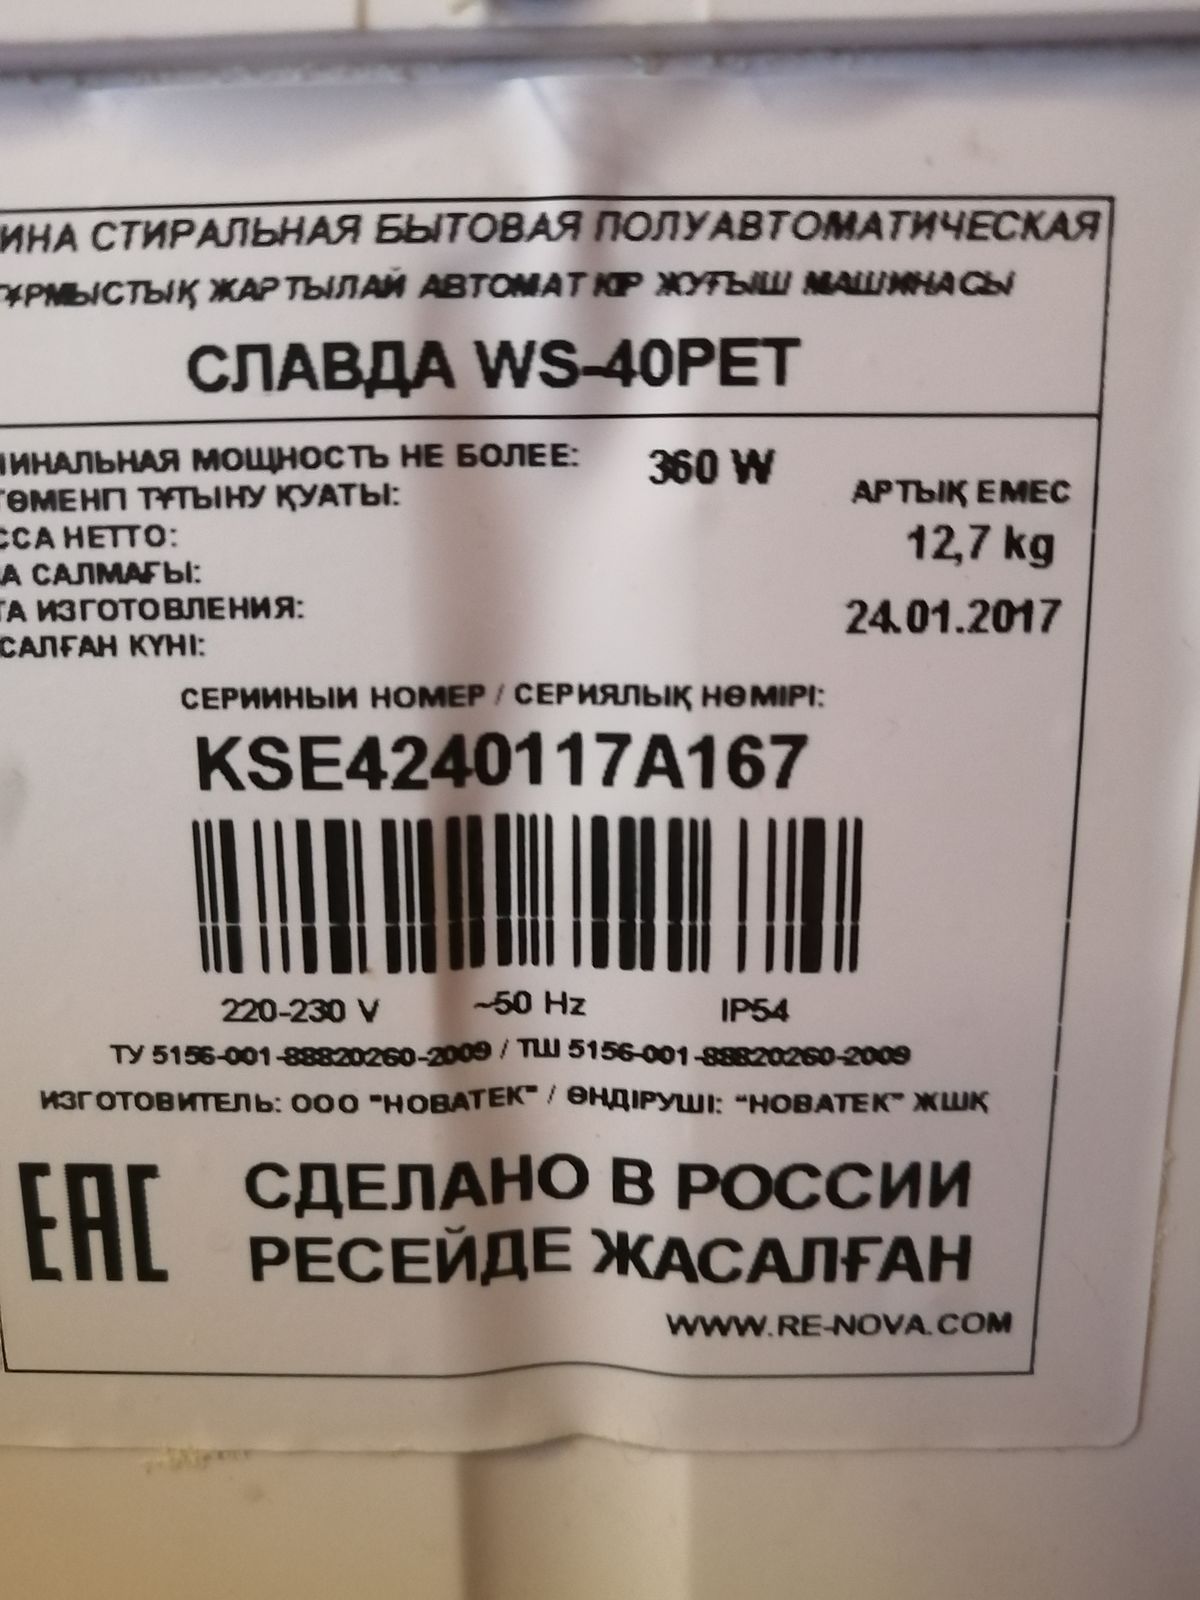 ИНА СТИРАЛЬНАЯ БЫТОВАЯ ПОЛУАВТОМАТИЧЕСКАЯ
ҰРМЫСТЫҚ ЖАРТЫЛАЙ АВТОМАТ КІР ЖУҒЫШ МАШИНАСЫ
СЛАВДА WS-40PET
ИНАЛЬНАЯ МОЩНОСТЬ НЕ БОЛЕЕ: 360 W
ТӨМЕНГІ ТҰТЫНУ ҚУАТЫ: АРТЫҚ ЕМЕС
ССА НЕТТО: 12,7 kg
А САЛМАҒЫ:
ТА ИЗГОТОВЛЕНИЯ: 24.01.2017
САЛҒАН КҮНІ:
СЕРИИНЫИ НОМЕР / СЕРИЯЛЫҚ НӨМІРІ:
KSE4240117A167
220-230 V ~50 Hz IP54
ТУ 5156-001-88820260-2009 / ТШ 5156-001-88820260-2009
ИЗГОТОВИТЕЛЬ: ООО "НОВАТЕК" / ӨНДІРУШІ: "НОВАТЕК" ЖШҚ
ЕАС СДЕЛАНО В РОССИИ
РЕСЕЙДЕ ЖАСАЛҒАН
WWW.RE-NOVA.COM